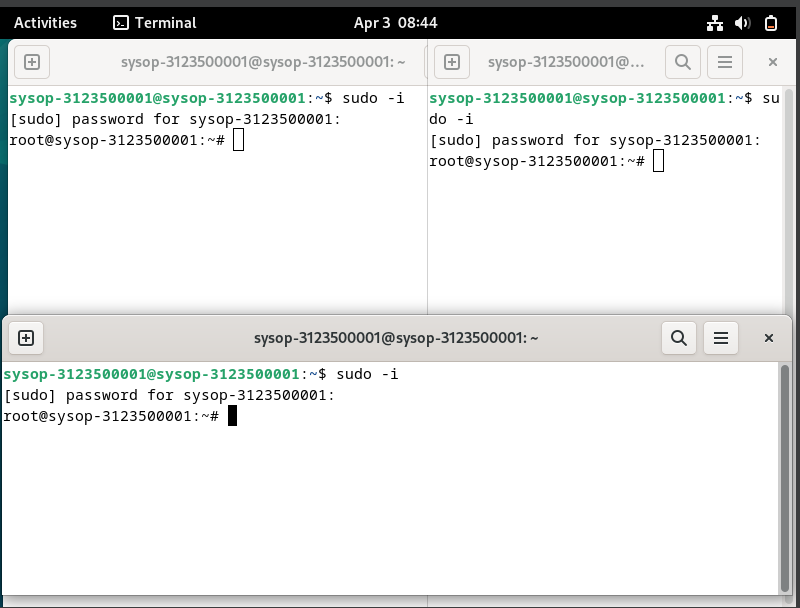 Activities Terminal Apr 3 08:44
sysop-3123500001@sysop-3123500001: ~
sysop-3123500001@sysop-3123500001:~$ sudo -i
[sudo] password for sysop-3123500001:
root@sysop-3123500001:~#
sysop-3123500001@...
sysop-3123500001@sysop-3123500001:~$ su
do -i
[sudo] password for sysop-3123500001:
root@sysop-3123500001:~#
sysop-3123500001@sysop-3123500001: ~
sysop-3123500001@sysop-3123500001:~$ sudo -i
[sudo] password for sysop-3123500001:
root@sysop-3123500001:~#